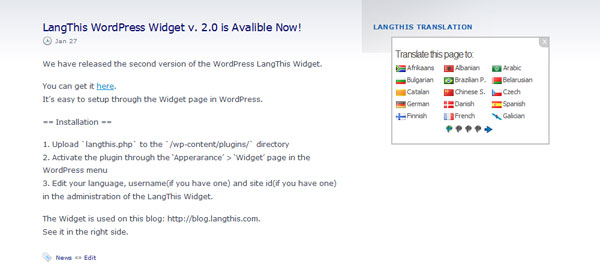 LangThis WordPress Widget v. 2.0 is Avalible Now!
Jan 27
We have released the second version of the WordPress LangThis Widget.
You can get it here.
It's easy to setup through the Widget page in WordPress.
== Installation ==
1. Upload `langthis.php` to the `/wp-content/plugins/` directory
2. Activate the plugin through the 'Apperarance' > 'Widget' page in the
WordPress menu
3. Edit your language, username(if you have one) and site id(if you have one)
in the administration of the LangThis Widget.
The Widget is used on this blog: http://blog.langthis.com.
See it in the right side.
News <> Edit
LANGTHIS TRANSLATION
x
Translate this page to:
Afrikaans Albanian Arabic
Bulgarian Brazilian P. Belarusian
Catalan Chinese S. Czech
German Danish Spanish
Finnish French Galician